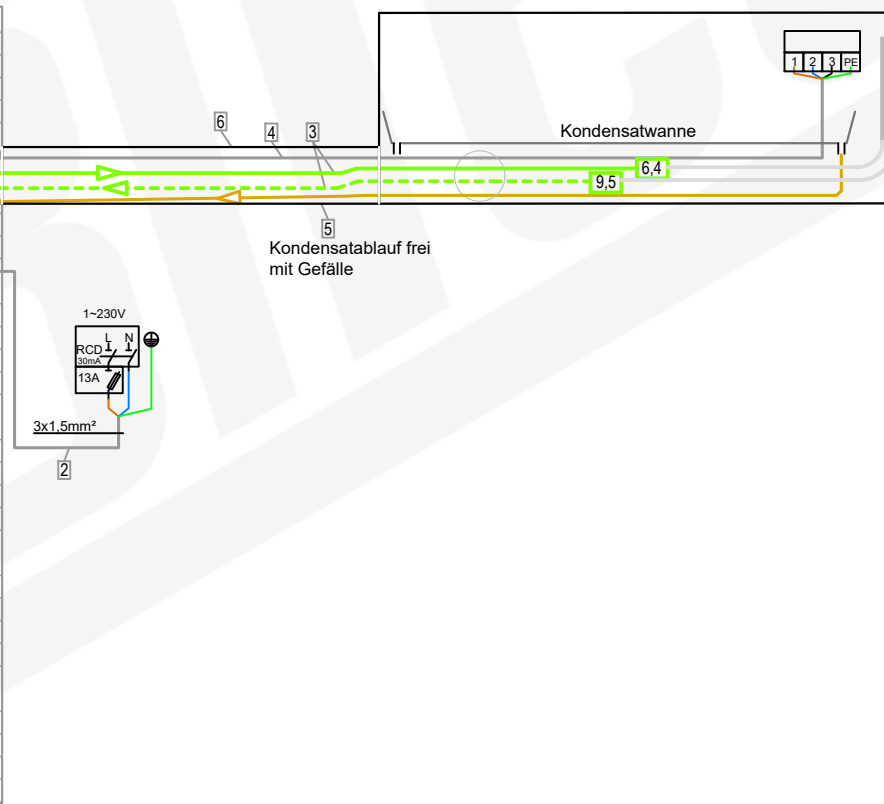 1 2 3 PE
6
4
3
Kondensatwanne
6,4
9,5
5
Kondensatablauf frei
mit Gefälle
1~230V
L N
RCD
30mA
13A
3x1,5mm²
2